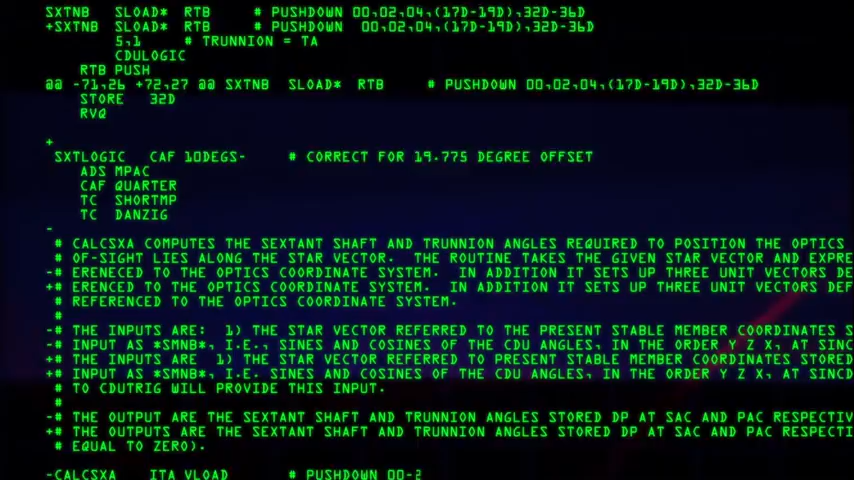 SXTNB SLOAD* RTB # PUSHDOWN 00,02,04,(17D-19D),32D-36D
+SXTNB SLOAD* RTB # PUSHDOWN 00,02,04,(17D-19D),32D-36D
5,1 # TRUNNION = TA
CDULOGIC
RTB PUSH
@@ -71,26 +72,27 @@ SXTNB SLOAD* RTB # PUSHDOWN 00,02,04,(17D-19D),32D-36D
STORE 32D
RVQ
+
SXTLOGIC CAF 10DEGS- # CORRECT FOR 19.775 DEGREE OFFSET
ADS MPAC
CAF QUARTER
TC SHORTMP
TC DANZIG
-
# CALCSXA COMPUTES THE SEXTANT SHAFT AND TRUNNION ANGLES REQUIRED TO POSITION THE OPTICS
# OF-SIGHT LIES ALONG THE STAR VECTOR. THE ROUTINE TAKES THE GIVEN STAR VECTOR AND EXPRE
-# ERENECED TO THE OPTICS COORDINATE SYSTEM. IN ADDITION IT SETS UP THREE UNIT VECTORS DE
+# ERENCED TO THE OPTICS COORDINATE SYSTEM. IN ADDITION IT SETS UP THREE UNIT VECTORS DEF
# REFERENCED TO THE OPTICS COORDINATE SYSTEM.
#
-# THE INPUTS ARE: 1) THE STAR VECTOR REFERRED TO THE PRESENT STABLE MEMBER COORDINATES S
-# INPUT AS *SMNB*, I.E., SINES AND COSINES OF THE CDU ANGLES, IN THE ORDER Y Z X, AT SINC
+# THE INPUTS ARE 1) THE STAR VECTOR REFERRED TO PRESENT STABLE MEMBER COORDINATES STORED
+# INPUT AS *SMNB*, I.E. SINES AND COSINES OF THE CDU ANGLES, IN THE ORDER Y Z X, AT SINCD
# TO CDUTRIG WILL PROVIDE THIS INPUT.
#
-# THE OUTPUT ARE THE SEXTANT SHAFT AND TRUNNION ANGLES STORED DP AT SAC AND PAC RESPECTIV
+# THE OUTPUTS ARE THE SEXTANT SHAFT AND TRUNNION ANGLES STORED DP AT SAC AND PAC RESPECTI
# EQUAL TO ZERO).
-CALCSXA ITA VLOAD # PUSHDOWN 00-2